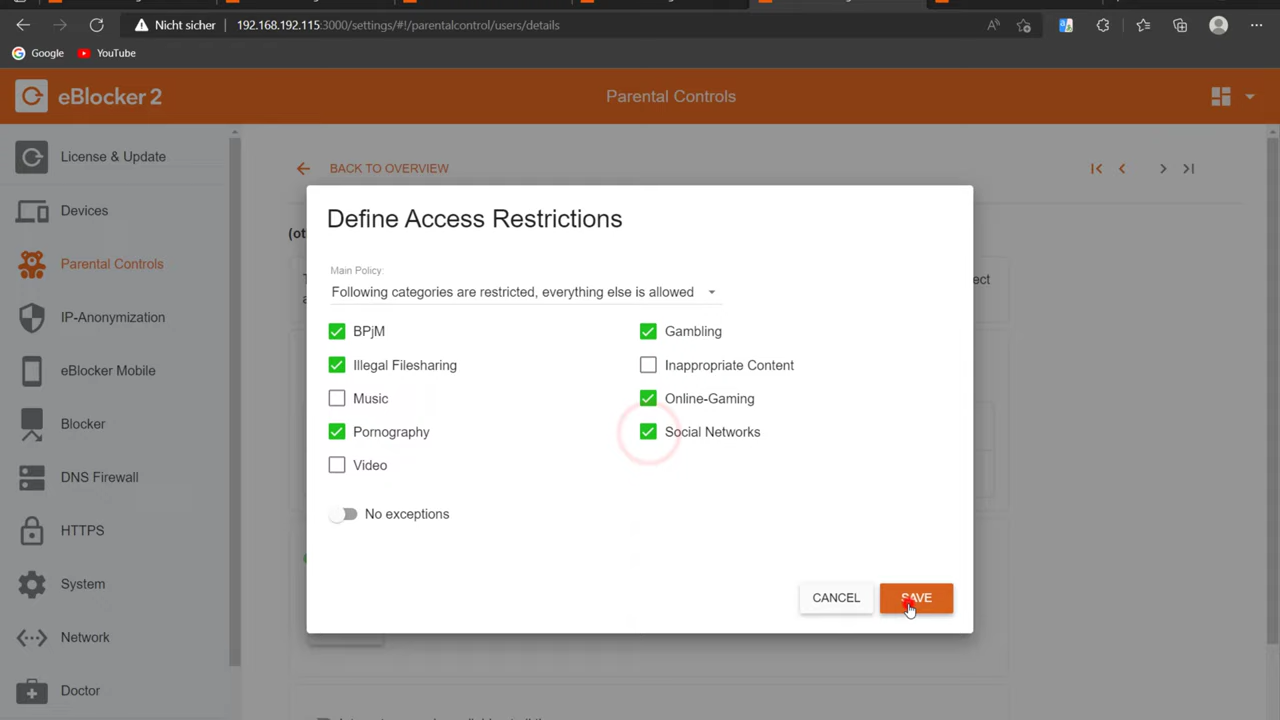 Nicht sicher
192.168.192.115:3000/settings/#!/parentalcontrol/users/details
Google
YouTube
eBlocker 2
Parental Controls
License & Update
Devices
Parental Controls
IP-Anonymization
eBlocker Mobile
Blocker
DNS Firewall
HTTPS
System
Network
Doctor
BACK TO OVERVIEW
Define Access Restrictions
Main Policy:
Following categories are restricted, everything else is allowed
BPjM
Gambling
Illegal Filesharing
Inappropriate Content
Music
Online-Gaming
Pornography
Social Networks
Video
No exceptions
CANCEL
SAVE